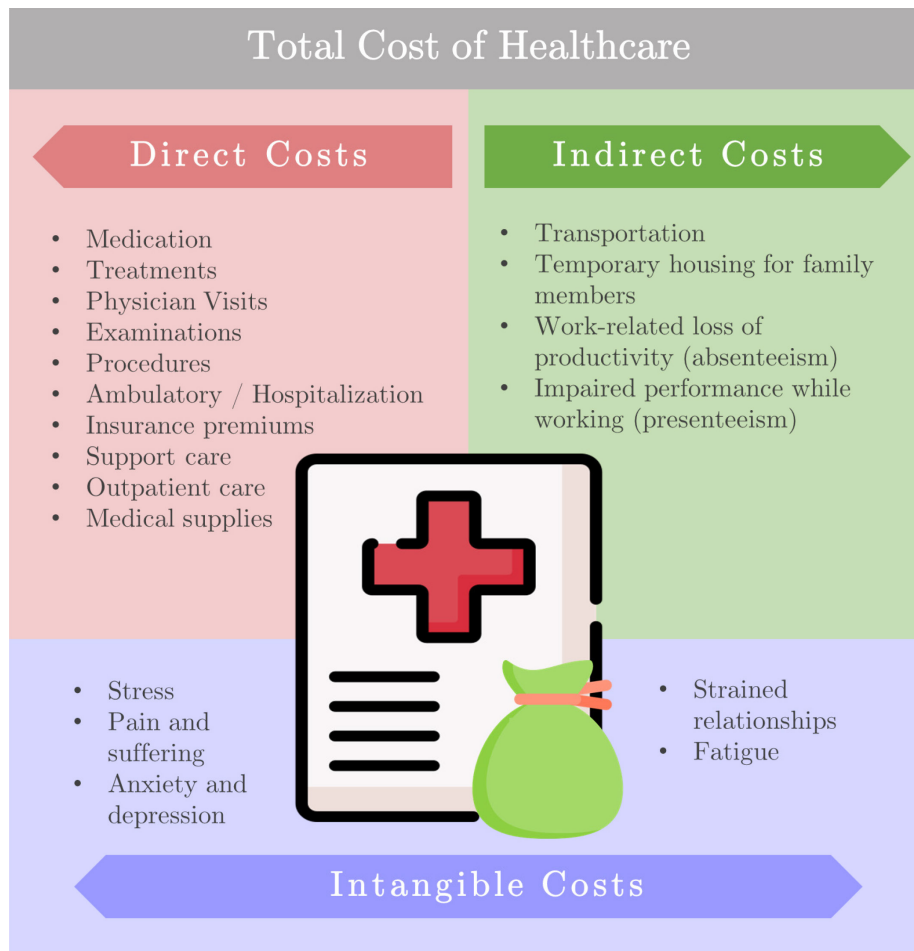 Total Cost of Healthcare
Direct Costs
• Medication
• Treatments
• Physician Visits
• Examinations
• Procedures
• Ambulatory / Hospitalization
• Insurance premiums
• Support care
• Outpatient care
• Medical supplies
Indirect Costs
• Transportation
• Temporary housing for family
members
• Work-related loss of
productivity (absenteeism)
• Impaired performance while
working (presenteeism)
• Stress
• Pain and
suffering
• Anxiety and
depression
• Strained
relationships
• Fatigue
Intangible Costs